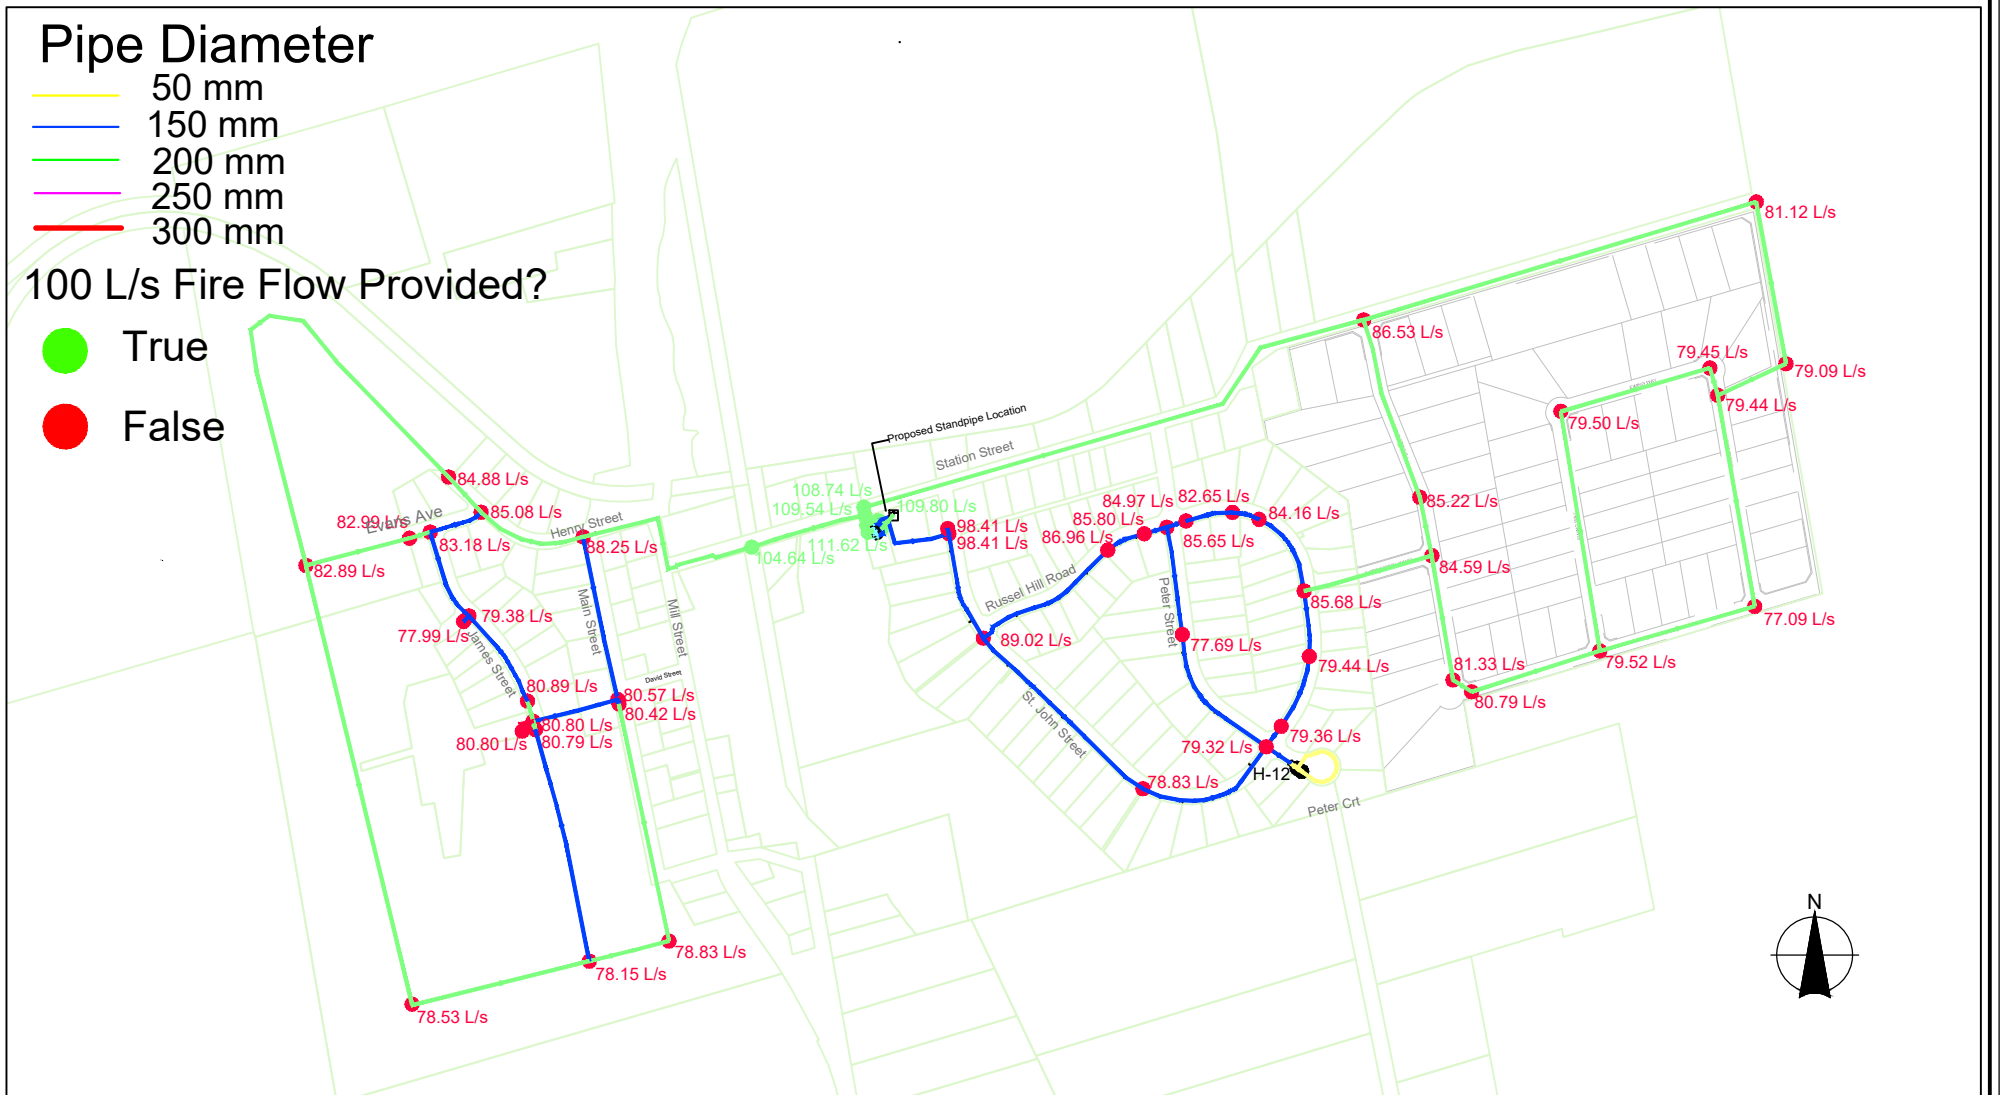 Pipe Diameter
50 mm
150 mm
200 mm
250 mm
300 mm
100 L/s Fire Flow Provided?
True
False
81.12 L/s
86.53 L/s
79.45 L/s
79.09 L/s
79.44 L/s
79.50 L/s
Proposed Standpipe Location
Station Street
84.88 L/s
108.74 L/s
109.54 L/s
109.80 L/s
111.62 L/s
104.64 L/s
82.99 L/s
Evans Ave
85.08 L/s
Henry Street
83.18 L/s
88.25 L/s
82.89 L/s
98.41 L/s
98.41 L/s
84.97 L/s
82.65 L/s
85.80 L/s
84.16 L/s
86.96 L/s
85.65 L/s
85.22 L/s
84.59 L/s
85.68 L/s
Russel Hill Road
Peter Street
Main Street
Mill Street
79.38 L/s
77.99 L/s
James Street
89.02 L/s
77.69 L/s
79.44 L/s
77.09 L/s
79.52 L/s
81.33 L/s
80.79 L/s
David Street
80.89 L/s
80.57 L/s
80.42 L/s
80.80 L/s
80.80 L/s
80.79 L/s
St. John Street
79.36 L/s
79.32 L/s
H-12
78.83 L/s
Peter Crt
78.83 L/s
78.15 L/s
78.53 L/s
N